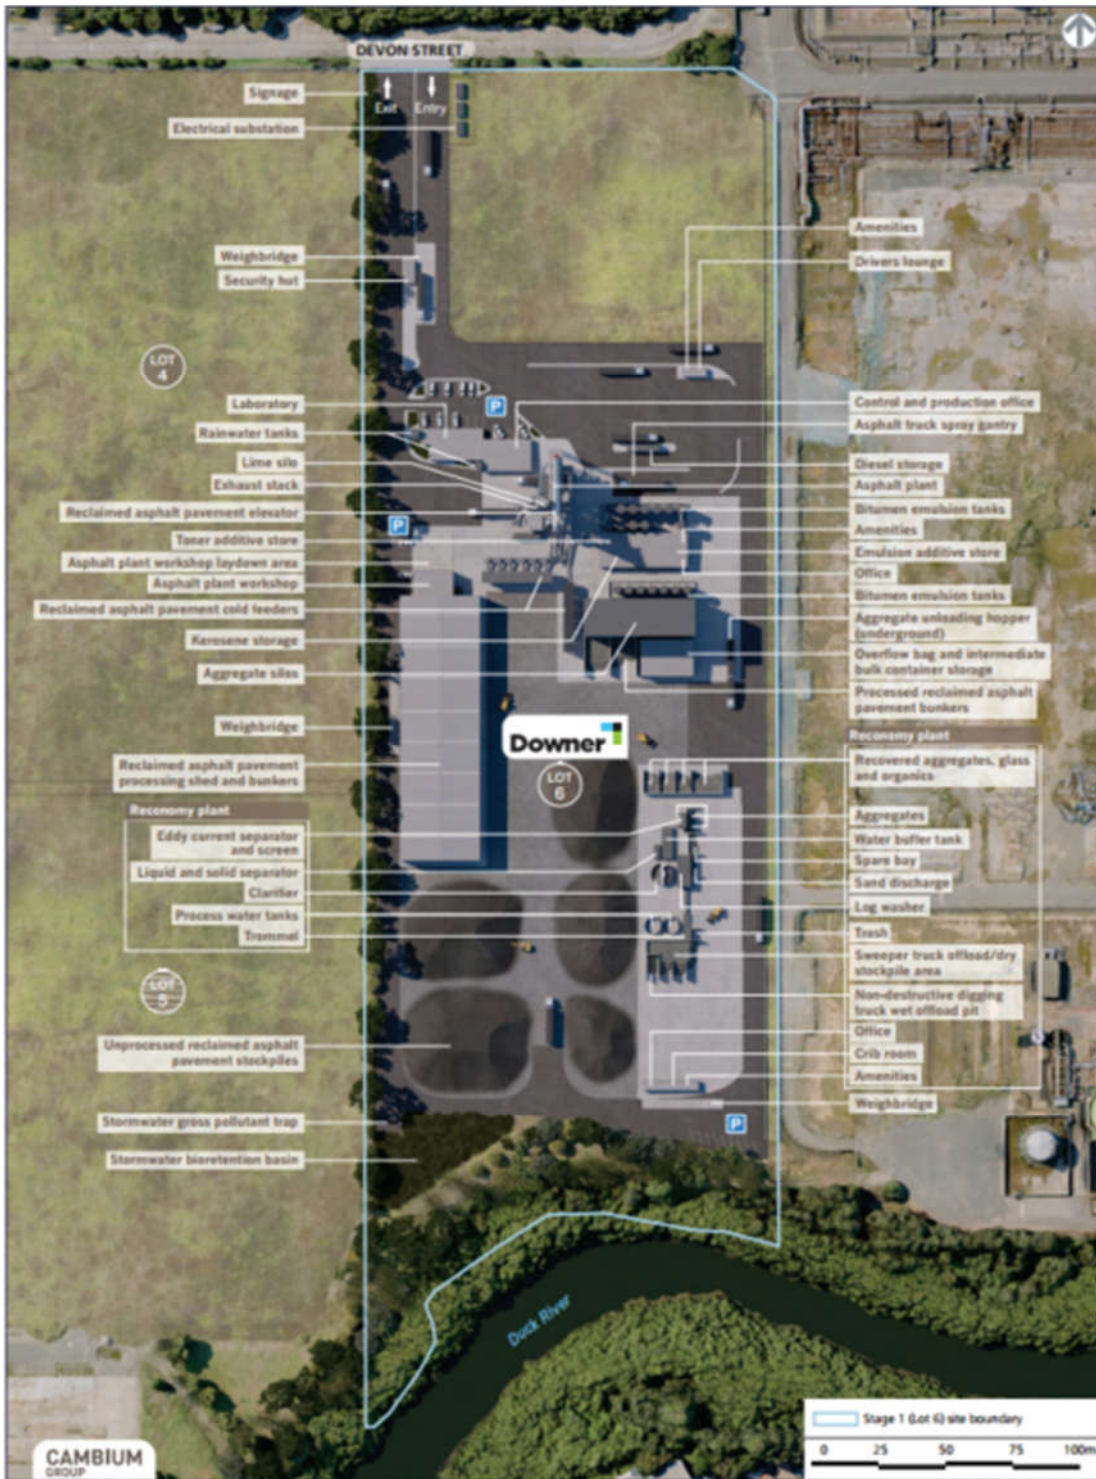 DEVON STREET
Exit
Entry
Signage
Electrical substation
Weighbridge
Security hut
LOT
4
Laboratory
Rainwater tanks
Lime silo
Exhaust stack
Reclaimed asphalt pavement elevator
Toner additive store
Asphalt plant workshop laydown area
Asphalt plant workshop
Reclaimed asphalt pavement cold feeders
Kerosene storage
Aggregate silos
Weighbridge
Reclaimed asphalt pavement
processing shed and bunkers
Reconomy plant
Eddy current separator
and screen
Liquid and solid separator
Clarifier
Process water tanks
Trommel
LOT
5
Unprocessed reclaimed asphalt
pavement stockpiles
Stormwater gross pollutant trap
Stormwater bioretention basin
P
P
Downer
LOT
6
P
Amenities
Drivers lounge
Control and production office
Asphalt truck spray gantry
Diesel storage
Asphalt plant
Bitumen emulsion tanks
Amenities
Emulsion additive store
Office
Bitumen emulsion tanks
Aggregate unloading hopper
(underground)
Overflow bag and intermediate
bulk container storage
Processed reclaimed asphalt
pavement bunkers
Reconomy plant
Recovered aggregates, glass
and organics
Aggregates
Water buffer tank
Spare bay
Sand discharge
Log washer
Trash
Sweeper truck offload/dry
stockpile area
Non-destructive digging
truck wet offload pit
Office
Crib room
Amenities
Weighbridge
Duck River
Stage 1 (Lot 6) site boundary
0 25 50 75 100m
CAMBIUM
GROUP